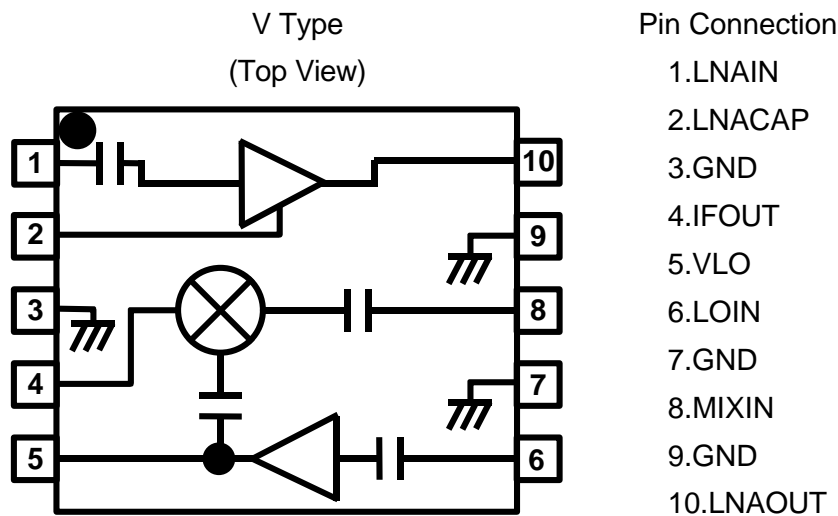 V Type
(Top View)
1
2
3
4
5
10
9
8
7
6
Pin Connection
1.LNAIN
2.LNACAP
3.GND
4.IFOUT
5.VLO
6.LOIN
7.GND
8.MIXIN
9.GND
10.LNAOUT